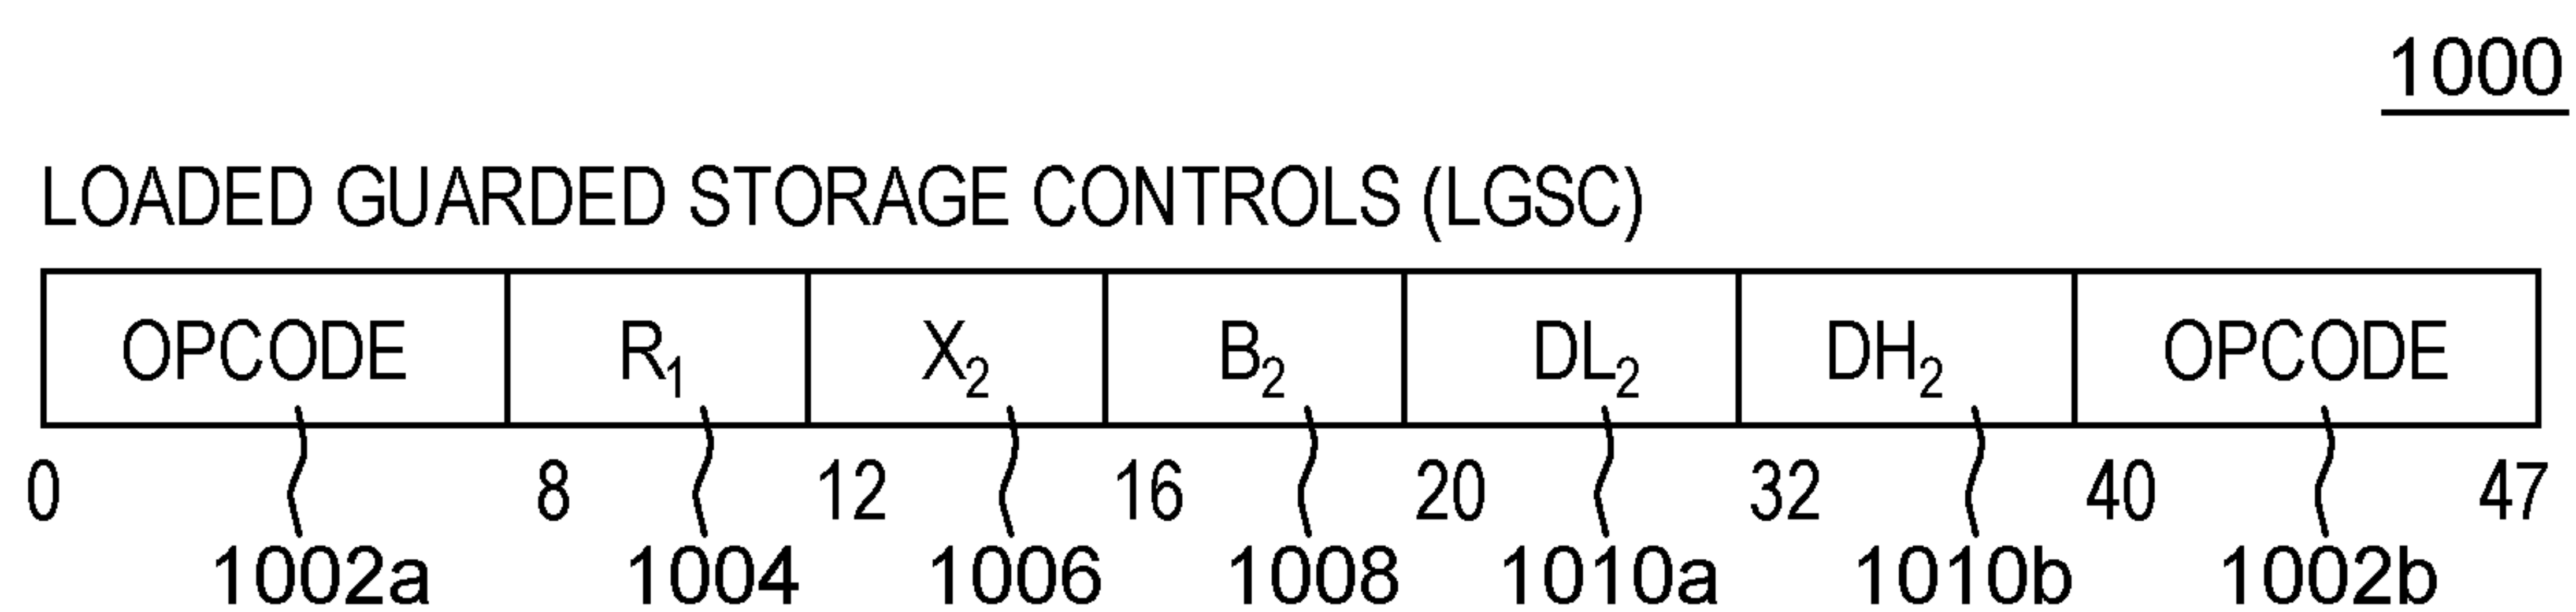 1000
LOADED GUARDED STORAGE CONTROLS (LGSC)
OPCODE R₁ X₂ B₂ DL₂ DH₂ OPCODE
0 8 12 16 20 32 40 47
1002a 1004 1006 1008 1010a 1010b 1002b